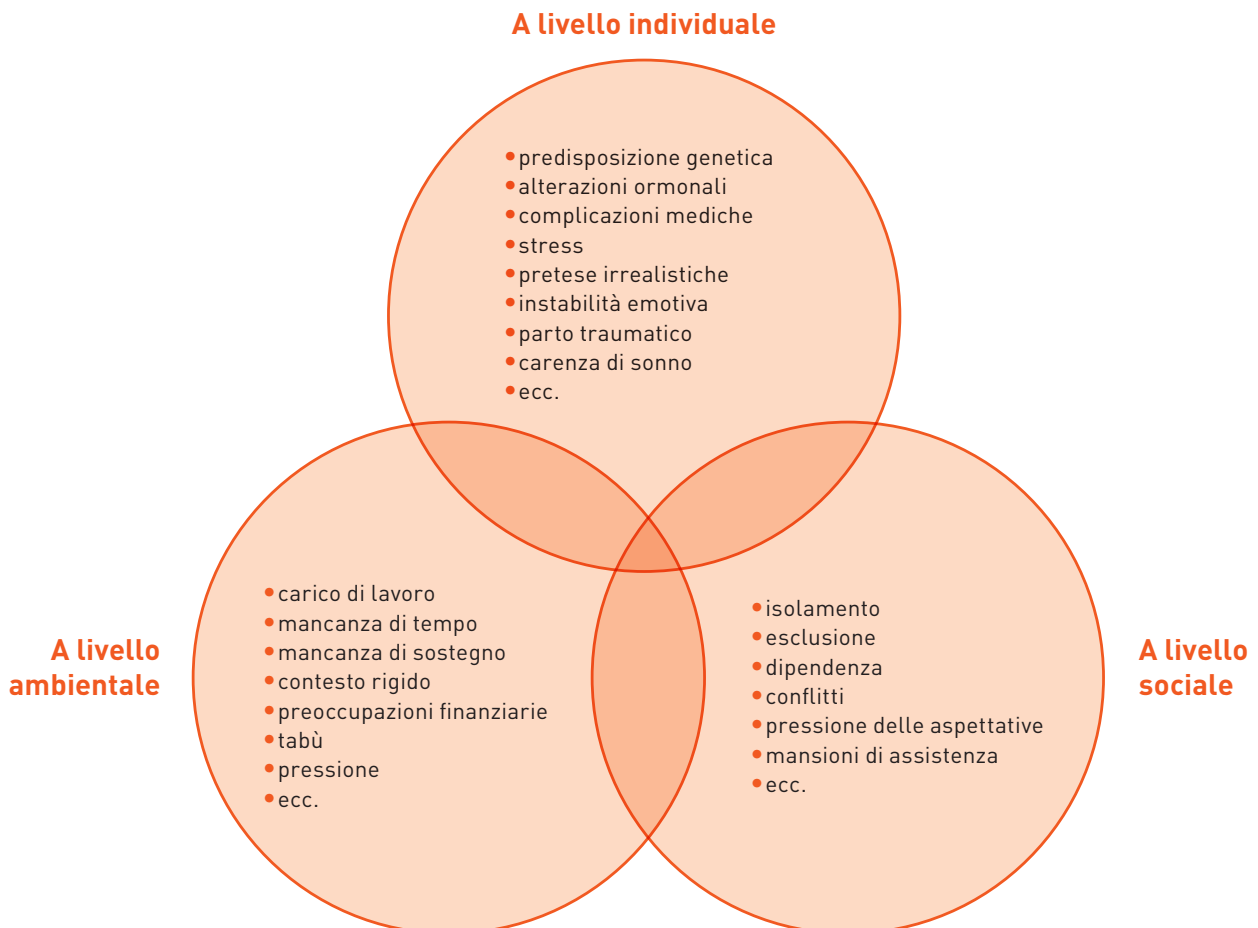 A livello individuale
• predisposizione genetica
• alterazioni ormonali
• complicazioni mediche
• stress
• pretese irrealistiche
• instabilità emotiva
• parto traumatico
• carenza di sonno
• ecc.
A livello
ambientale
• carico di lavoro
• mancanza di tempo
• mancanza di sostegno
• contesto rigido
• preoccupazioni finanziarie
• tabù
• pressione
• ecc.
• isolamento
• esclusione
• dipendenza
• conflitti
• pressione delle aspettative
• mansioni di assistenza
• ecc.
A livello
sociale